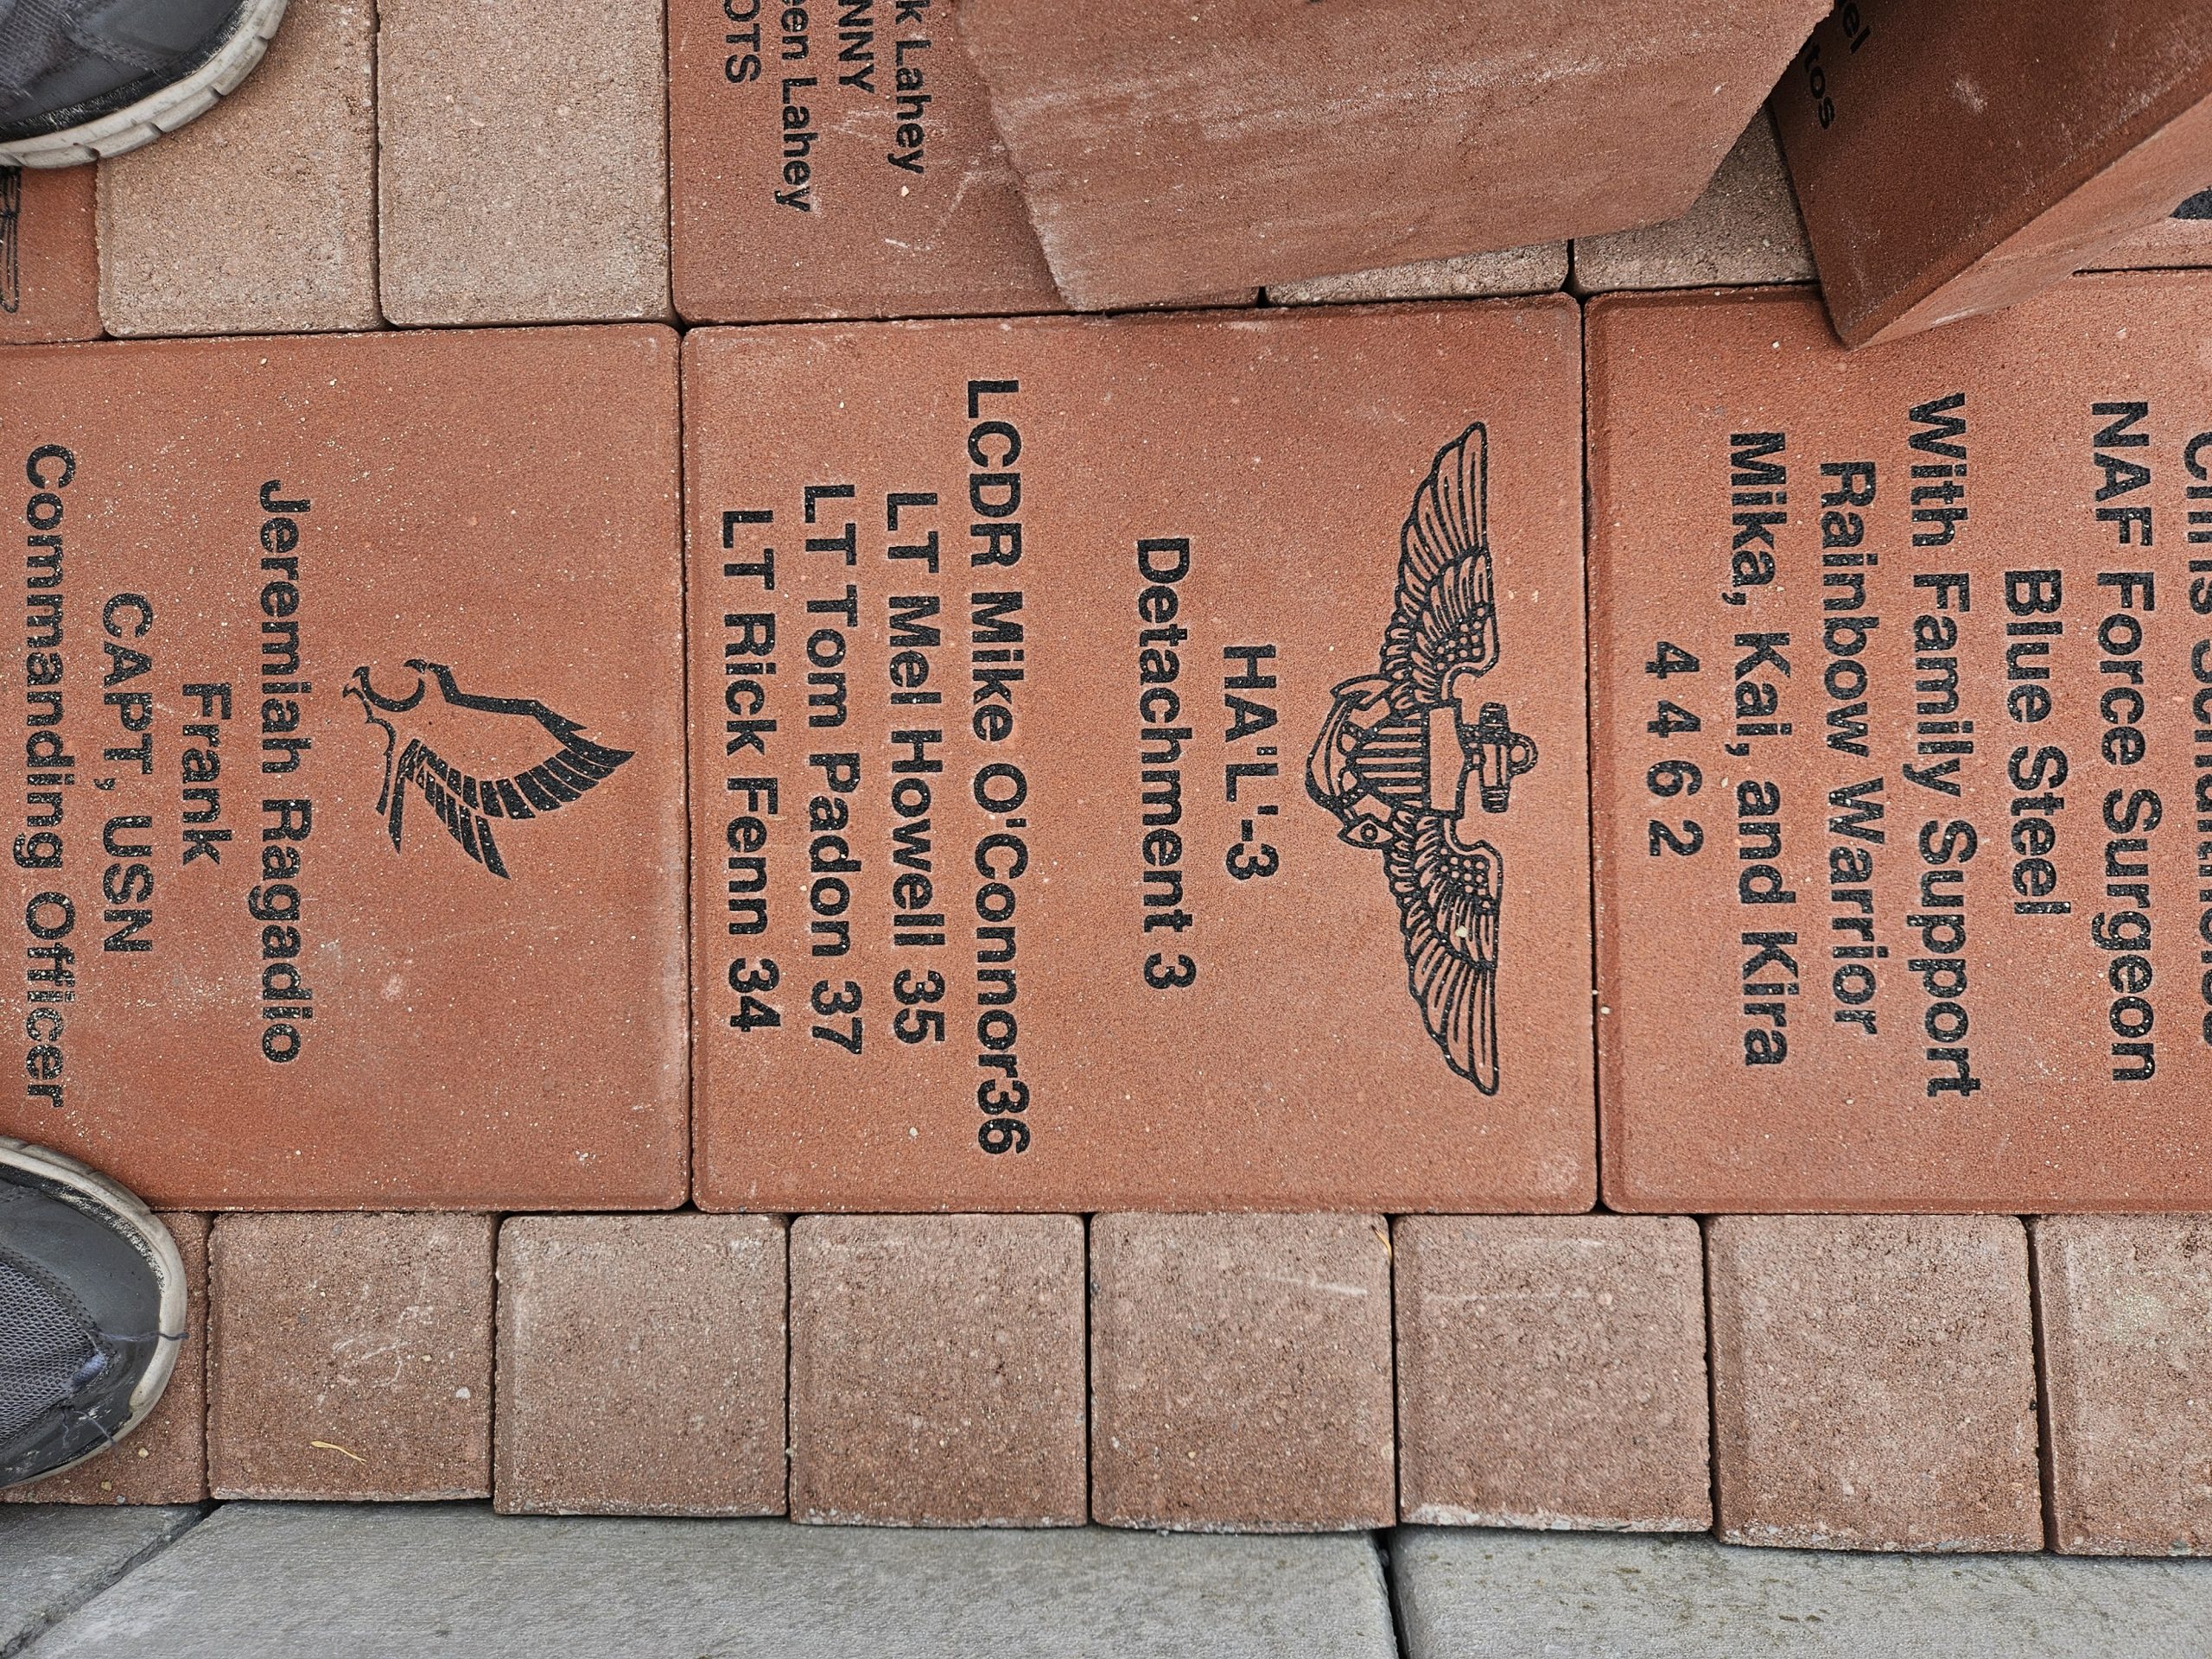 Jeremiah Ragadio
Frank
CAPT, USN
Commanding Officer
HA'L'-3
Detachment 3
LCDR Mike O'Connor36
LT Mel Howell 35
LT Tom Padon 37
LT Rick Fenn 34
NAF Force Surgeon
Blue Steel
With Family Support
Rainbow Warrior
Mika, Kai, and Kira
4 4 6 2
Lahey
Lahey